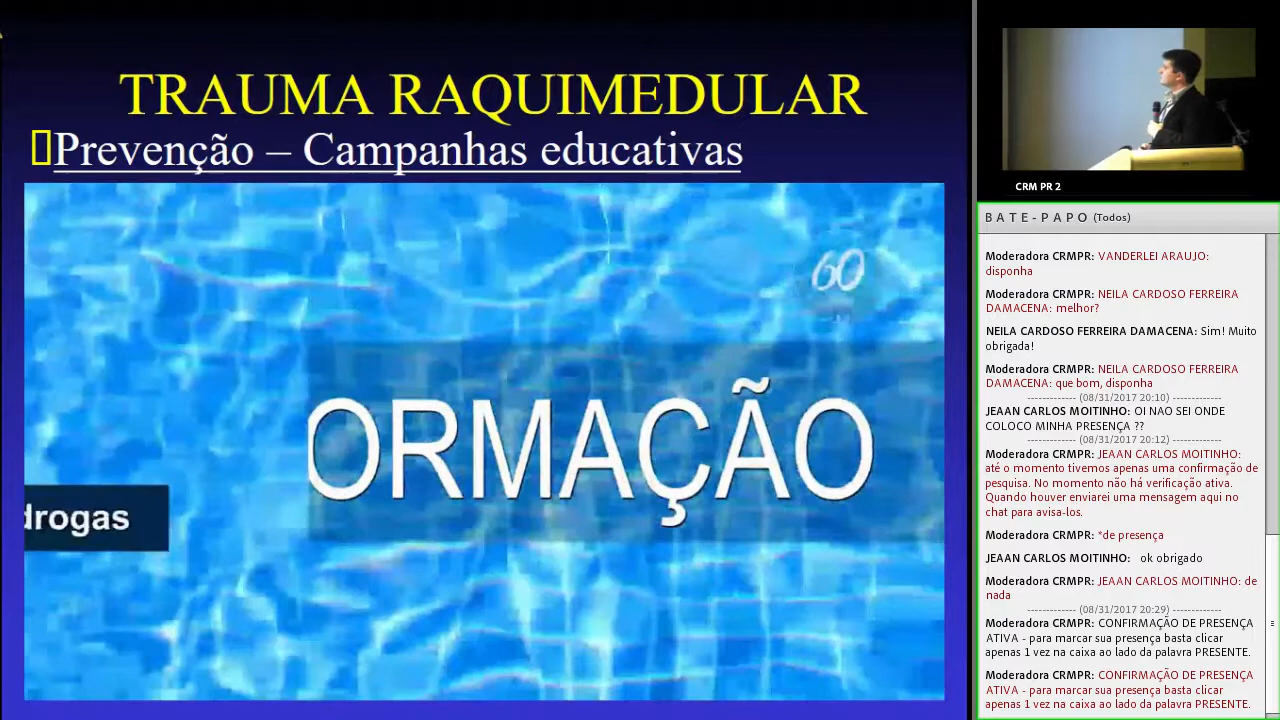 TRAUMA RAQUIMEDULAR
Prevenção – Campanhas educativas
60
ORMAÇÃO
drogas
CRM PR 2
BATE-PAPO (Todos)
Moderadora CRMPR: VANDERLEI ARAUJO:
disponha
Moderadora CRMPR: NEILA CARDOSO FERREIRA
DAMACENA: melhor?
NEILA CARDOSO FERREIRA DAMACENA: Sim! Muito
obrigada!
Moderadora CRMPR: NEILA CARDOSO FERREIRA
DAMACENA: que bom, disponha
------------- (08/31/2017 20:10) -------------
JEAAN CARLOS MOITINHO: OI NAO SEI ONDE
COLOCO MINHA PRESENÇA ??
------------- (08/31/2017 20:12) -------------
Moderadora CRMPR: JEAAN CARLOS MOITINHO:
até o momento tivemos apenas uma confirmação de
pesquisa. No momento não há verificação ativa.
Quando houver enviarei uma mensagem aqui no
chat para avisa-los.
Moderadora CRMPR: *de presença
JEAAN CARLOS MOITINHO: ok obrigado
Moderadora CRMPR: JEAAN CARLOS MOITINHO: de
nada
------------- (08/31/2017 20:29) -------------
Moderadora CRMPR: CONFIRMAÇÃO DE PRESENÇA
ATIVA - para marcar sua presença basta clicar
apenas 1 vez na caixa ao lado da palavra PRESENTE.
Moderadora CRMPR: CONFIRMAÇÃO DE PRESENÇA
ATIVA - para marcar sua presença basta clicar
apenas 1 vez na caixa ao lado da palavra PRESENTE.